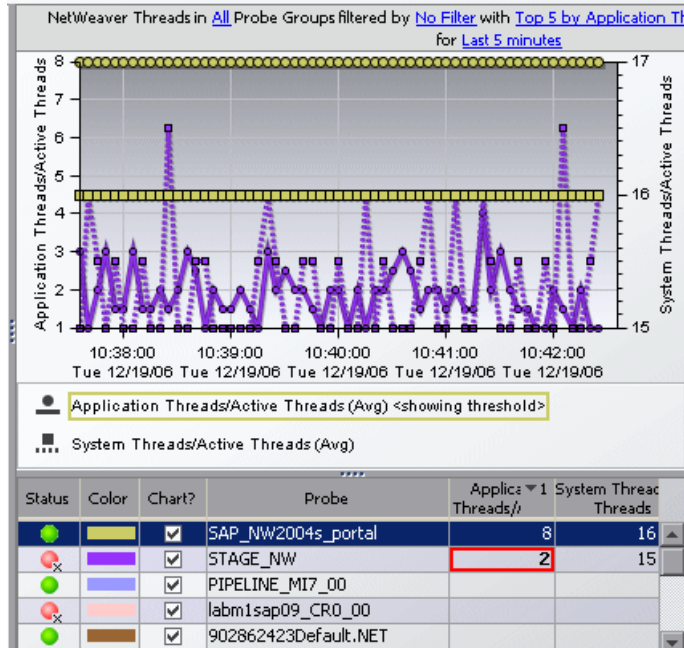 NetWeaver Threads in All Probe Groups filtered by No Filter with Top 5 by Application
for Last 5 minutes
Application Threads/Active Threads
8
7
6
5
4
3
2
1
17
16
15
System Threads/Active Threads
10:38:00 10:39:00 10:40:00 10:41:00 10:42:00
Tue 12/19/06 Tue 12/19/06 Tue 12/19/06 Tue 12/19/06 Tue 12/19/06
Application Threads/Active Threads (Avg) <showing threshold>
System Threads/Active Threads (Avg)
Status Color Chart? Probe Applica 1 System Threac
Threads/ Threads
SAP_NW2004s_portal 8 16
STAGE_NW 2 15
PIPELINE_MI7_00
labm1sap09_CR0_00
902862423Default.NET